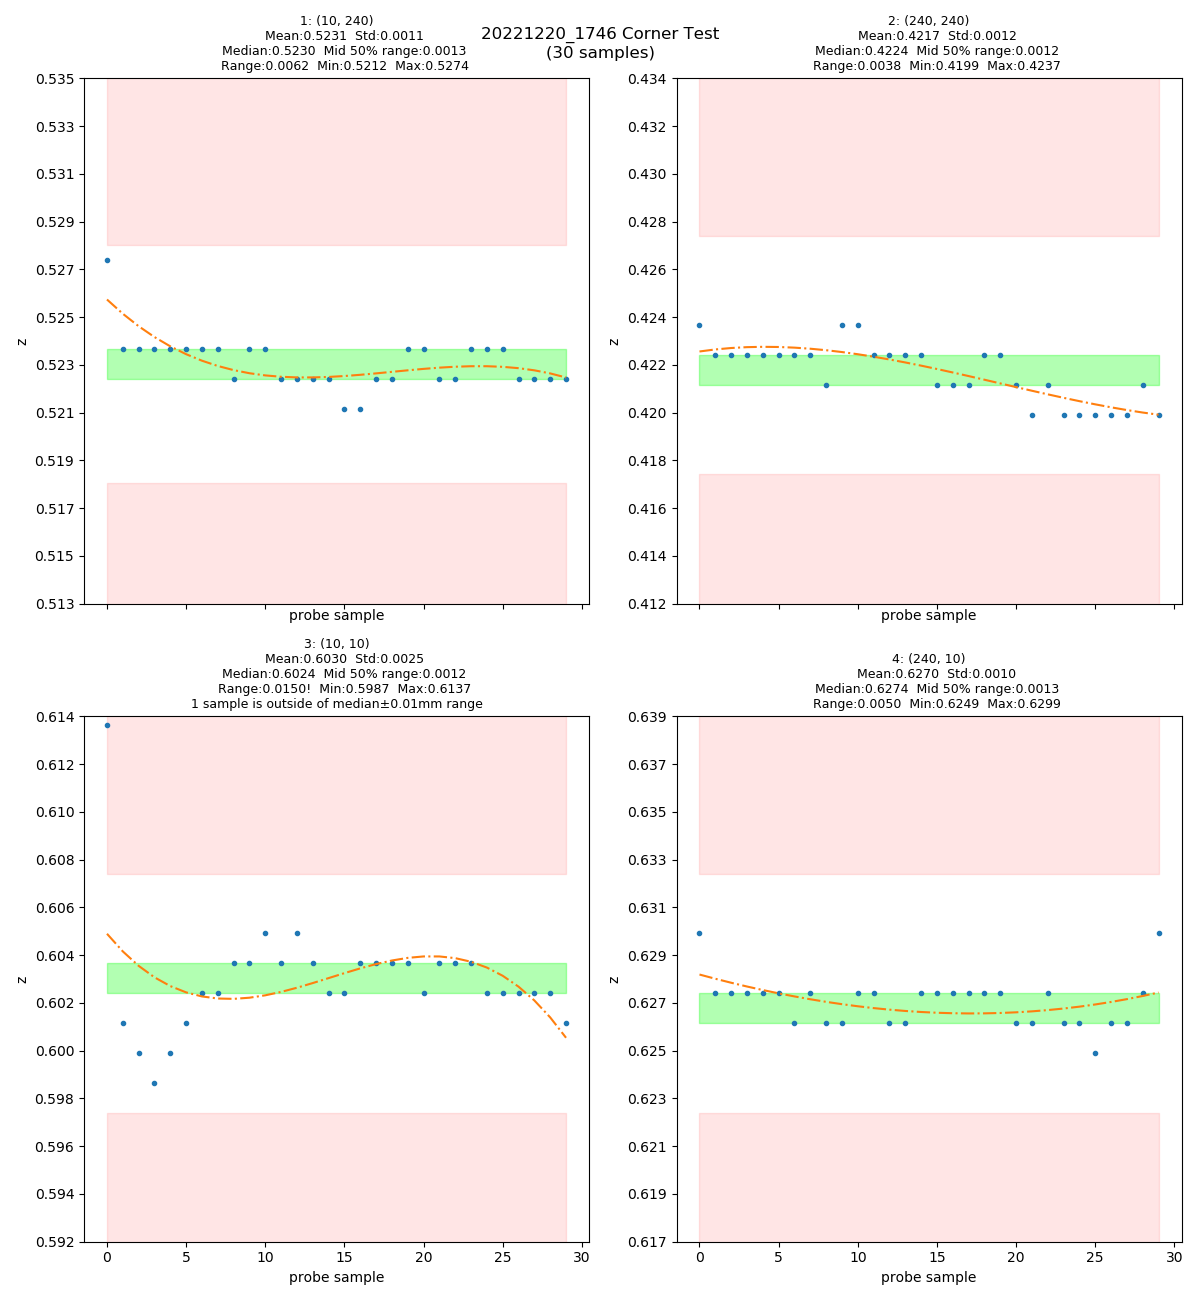 20221220_1746 Corner Test
(30 samples)
1: (10, 240)
Mean:0.5231 Std:0.0011
Median:0.5230 Mid 50% range:0.0013
Range:0.0062 Min:0.5212 Max:0.5274
0.535
0.533
0.531
0.529
0.527
0.525
0.523
0.521
0.519
0.517
0.515
0.513
z
probe sample
2: (240, 240)
Mean:0.4217 Std:0.0012
Median:0.4224 Mid 50% range:0.0012
Range:0.0038 Min:0.4199 Max:0.4237
0.434
0.432
0.430
0.428
0.426
0.424
0.422
0.420
0.418
0.416
0.414
0.412
z
probe sample
3: (10, 10)
Mean:0.6030 Std:0.0025
Median:0.6024 Mid 50% range:0.0012
Range:0.0150! Min:0.5987 Max:0.6137
1 sample is outside of median±0.01mm range
0.614
0.612
0.610
0.608
0.606
0.604
0.602
0.600
0.598
0.596
0.594
0.592
z
0 5 10 15 20 25 30
probe sample
4: (240, 10)
Mean:0.6270 Std:0.0010
Median:0.6274 Mid 50% range:0.0013
Range:0.0050 Min:0.6249 Max:0.6299
0.639
0.637
0.635
0.633
0.631
0.629
0.627
0.625
0.623
0.621
0.619
0.617
z
0 5 10 15 20 25 30
probe sample